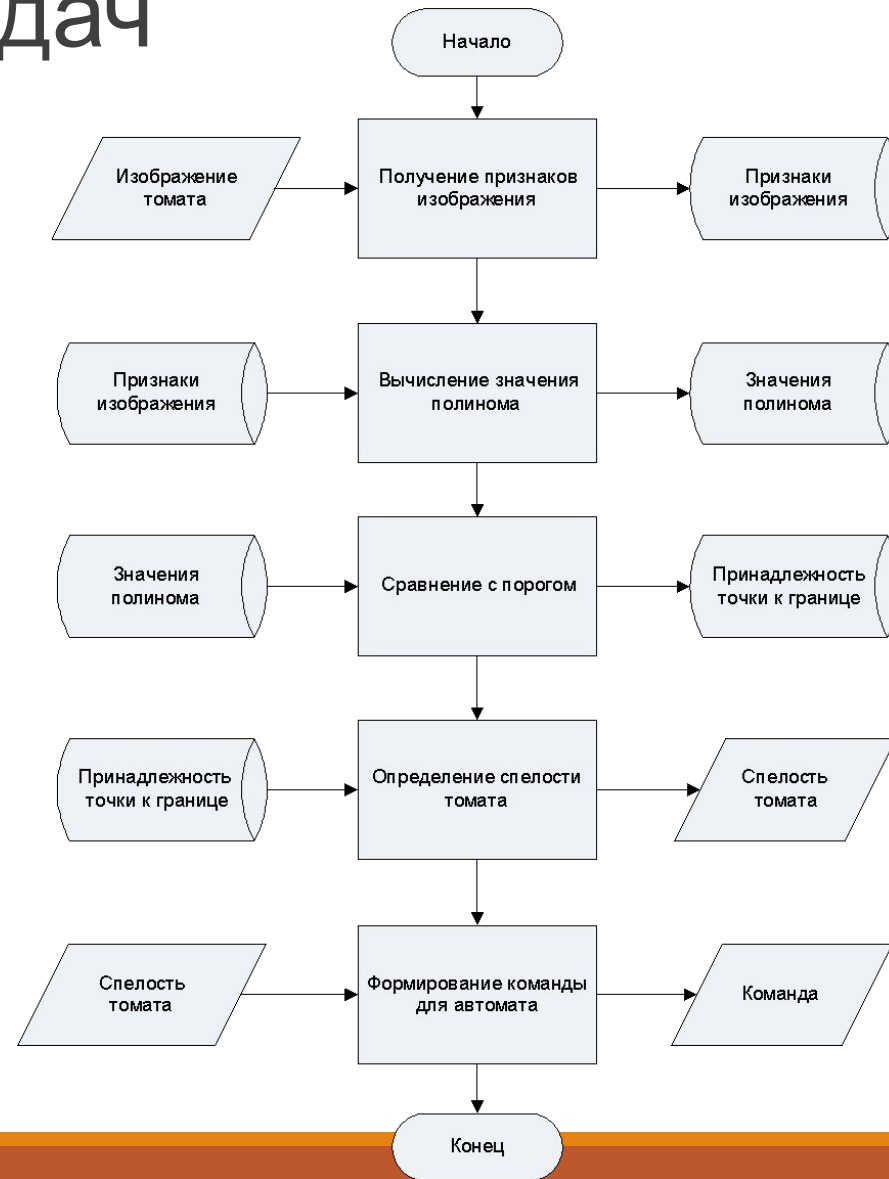 дач
Начало
Изображение
томата
Получение признаков
изображения
Признаки
изображения
Признаки
изображения
Вычисление значения
полинома
Значения
полинома
Значения
полинома
Сравнение с порогом
Принадлежность
точки к границе
Принадлежность
точки к границе
Определение спелости
томата
Спелость
томата
Спелость
томата
Формирование команды
для автомата
Команда
Конец